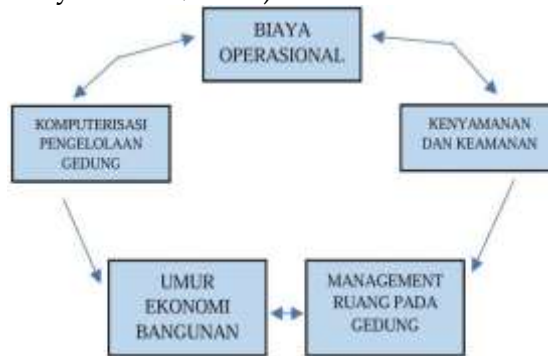 BIAYA
OPERASIONAL
KOMPUTERISASI
PENGELOLAAN
GEDUNG
KENYAMANAN
DAN KEAMANAN
UMUR
EKONOMI
BANGUNAN
MANAGEMENT
RUANG PADA
GEDUNG